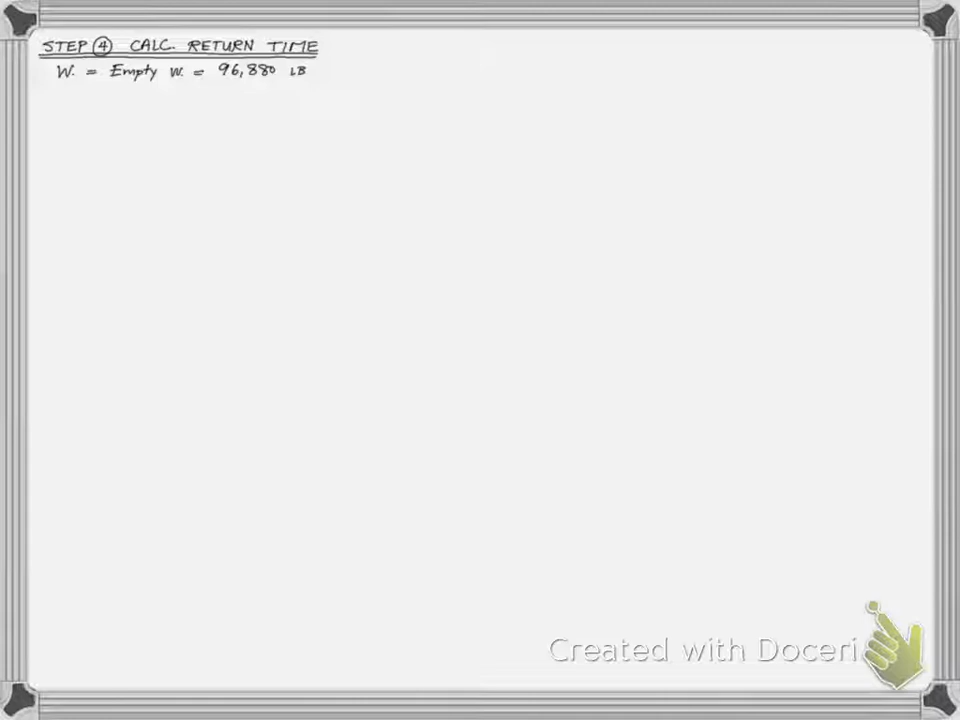 STEP ④ CALC. RETURN TIME
W. = Empty W. = 96,880 LB
Created with Doceri